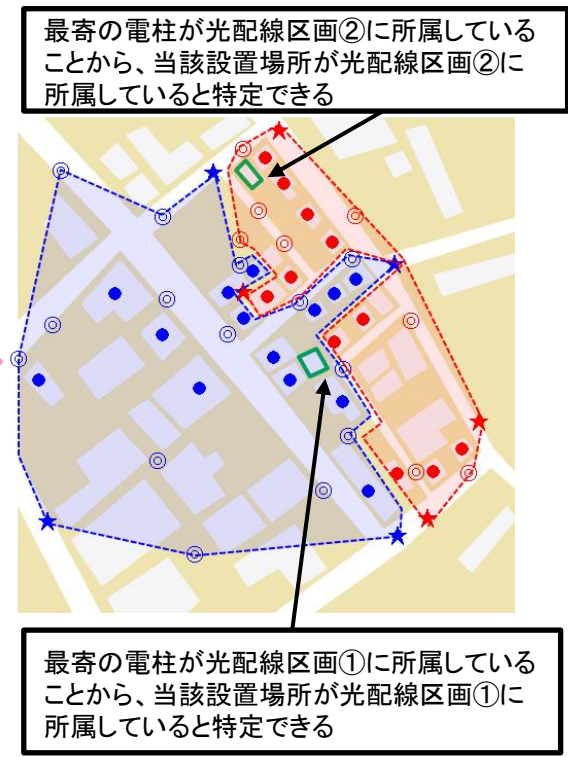 最寄の電柱が光配線区画②に所属している
ことから、当該設置場所が光配線区画②に
所属していると特定できる
最寄の電柱が光配線区画①に所属している
ことから、当該設置場所が光配線区画①に
所属していると特定できる